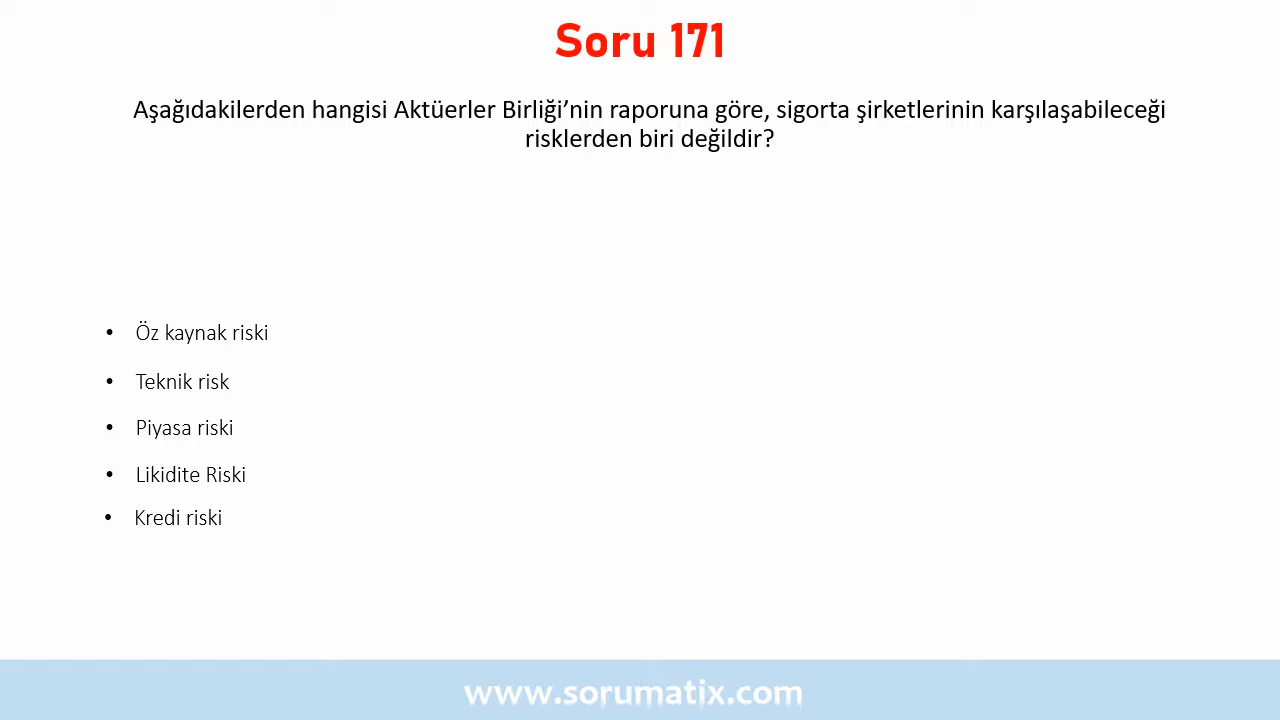 Soru 171
Aşağıdakilerden hangisi Aktüerler Birliği’nin raporuna göre, sigorta şirketlerinin karşılaşabileceği
risklerden biri değildir?
• Öz kaynak riski
• Teknik risk
• Piyasa riski
• Likidite Riski
• Kredi riski
www.sorumatix.com